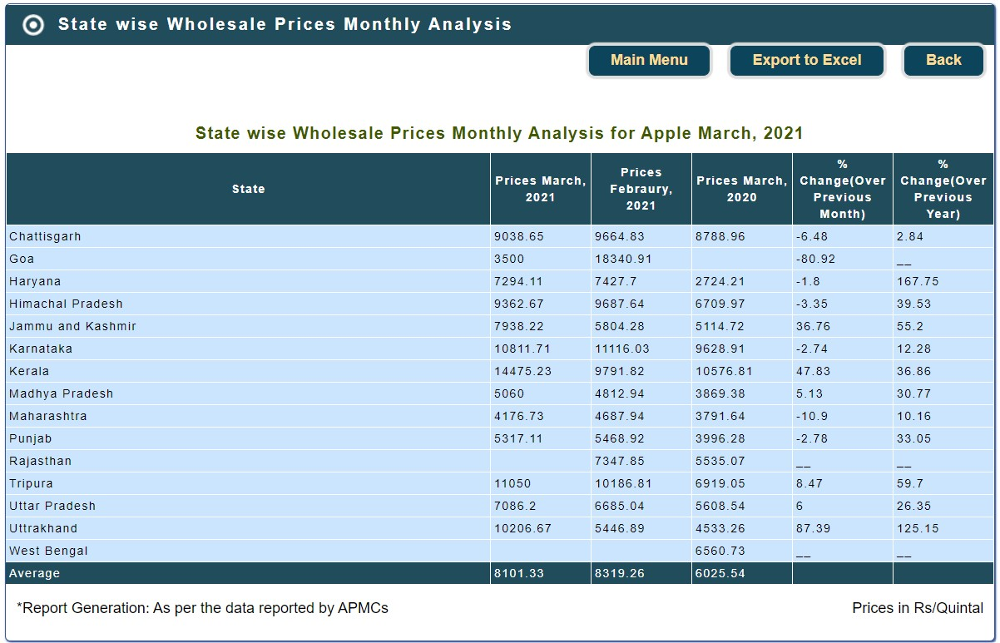 State wise Wholesale Prices Monthly Analysis
Main Menu Export to Excel Back
State wise Wholesale Prices Monthly Analysis for Apple March, 2021
State Prices March, 2021 Prices Febraury, 2021 Prices March, 2020 % Change(Over Previous Month) % Change(Over Previous Year)
Chattisgarh 9038.65 9664.83 8788.96 -6.48 2.84
Goa 3500 18340.91 -80.92 __
Haryana 7294.11 7427.7 2724.21 -1.8 167.75
Himachal Pradesh 9362.67 9687.64 6709.97 -3.35 39.53
Jammu and Kashmir 7938.22 5804.28 5114.72 36.76 55.2
Karnataka 10811.71 11116.03 9628.91 -2.74 12.28
Kerala 14475.23 9791.82 10576.81 47.83 36.86
Madhya Pradesh 5060 4812.94 3869.38 5.13 30.77
Maharashtra 4176.73 4687.94 3791.64 -10.9 10.16
Punjab 5317.11 5468.92 3996.28 -2.78 33.05
Rajasthan 7347.85 5535.07 __ __
Tripura 11050 10186.81 6919.05 8.47 59.7
Uttar Pradesh 7086.2 6685.04 5608.54 6 26.35
Uttrakhand 10206.67 5446.89 4533.26 87.39 125.15
West Bengal 6560.73 __ __
Average 8101.33 8319.26 6025.54
*Report Generation: As per the data reported by APMCs Prices in Rs/Quintal